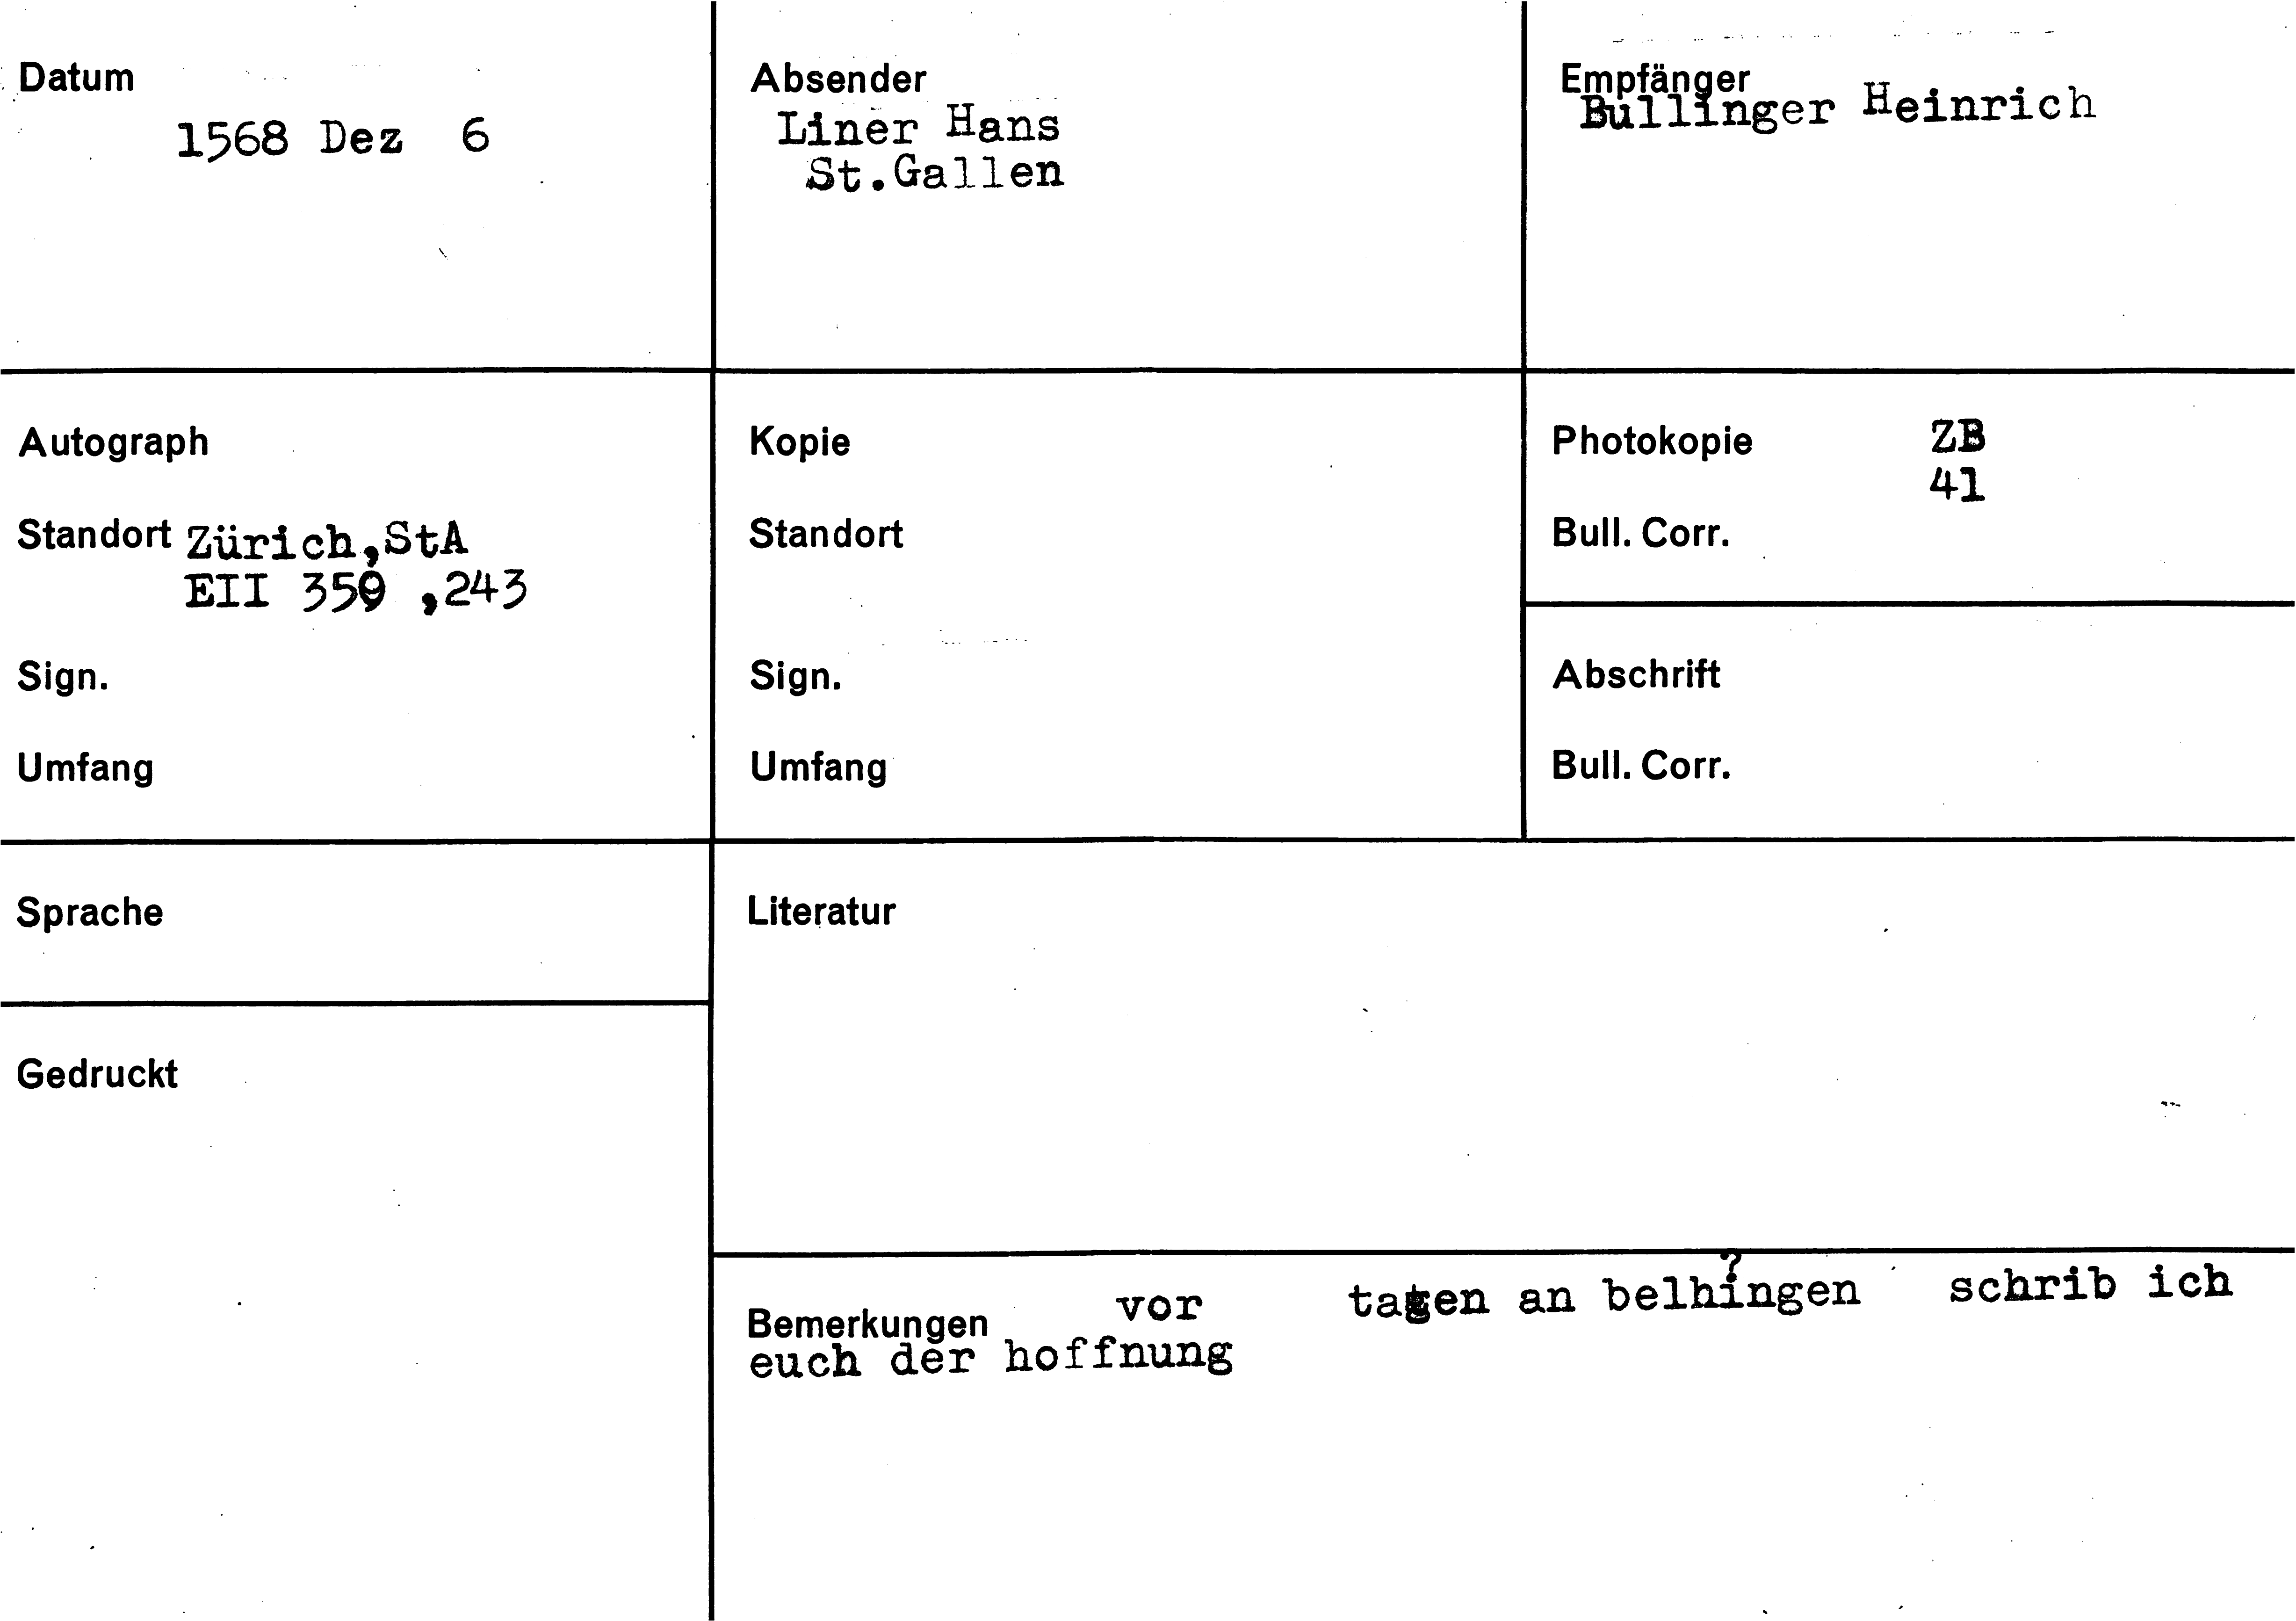 Datum
1568 Dez 6
Absender
Liner Hans
St.Gallen
Empfänger
Bullinger Heinrich
Autograph
Standort Zürich,StA
EII 359 ,243
Sign.
Umfang
Kopie
Standort
Sign.
Umfang
Photokopie ZB
41
Bull. Corr.
Abschrift
Bull. Corr.
Sprache
Gedruckt
Literatur
?
Bemerkungen vor tagen an belhingen schrib ich
euch der hoffnung